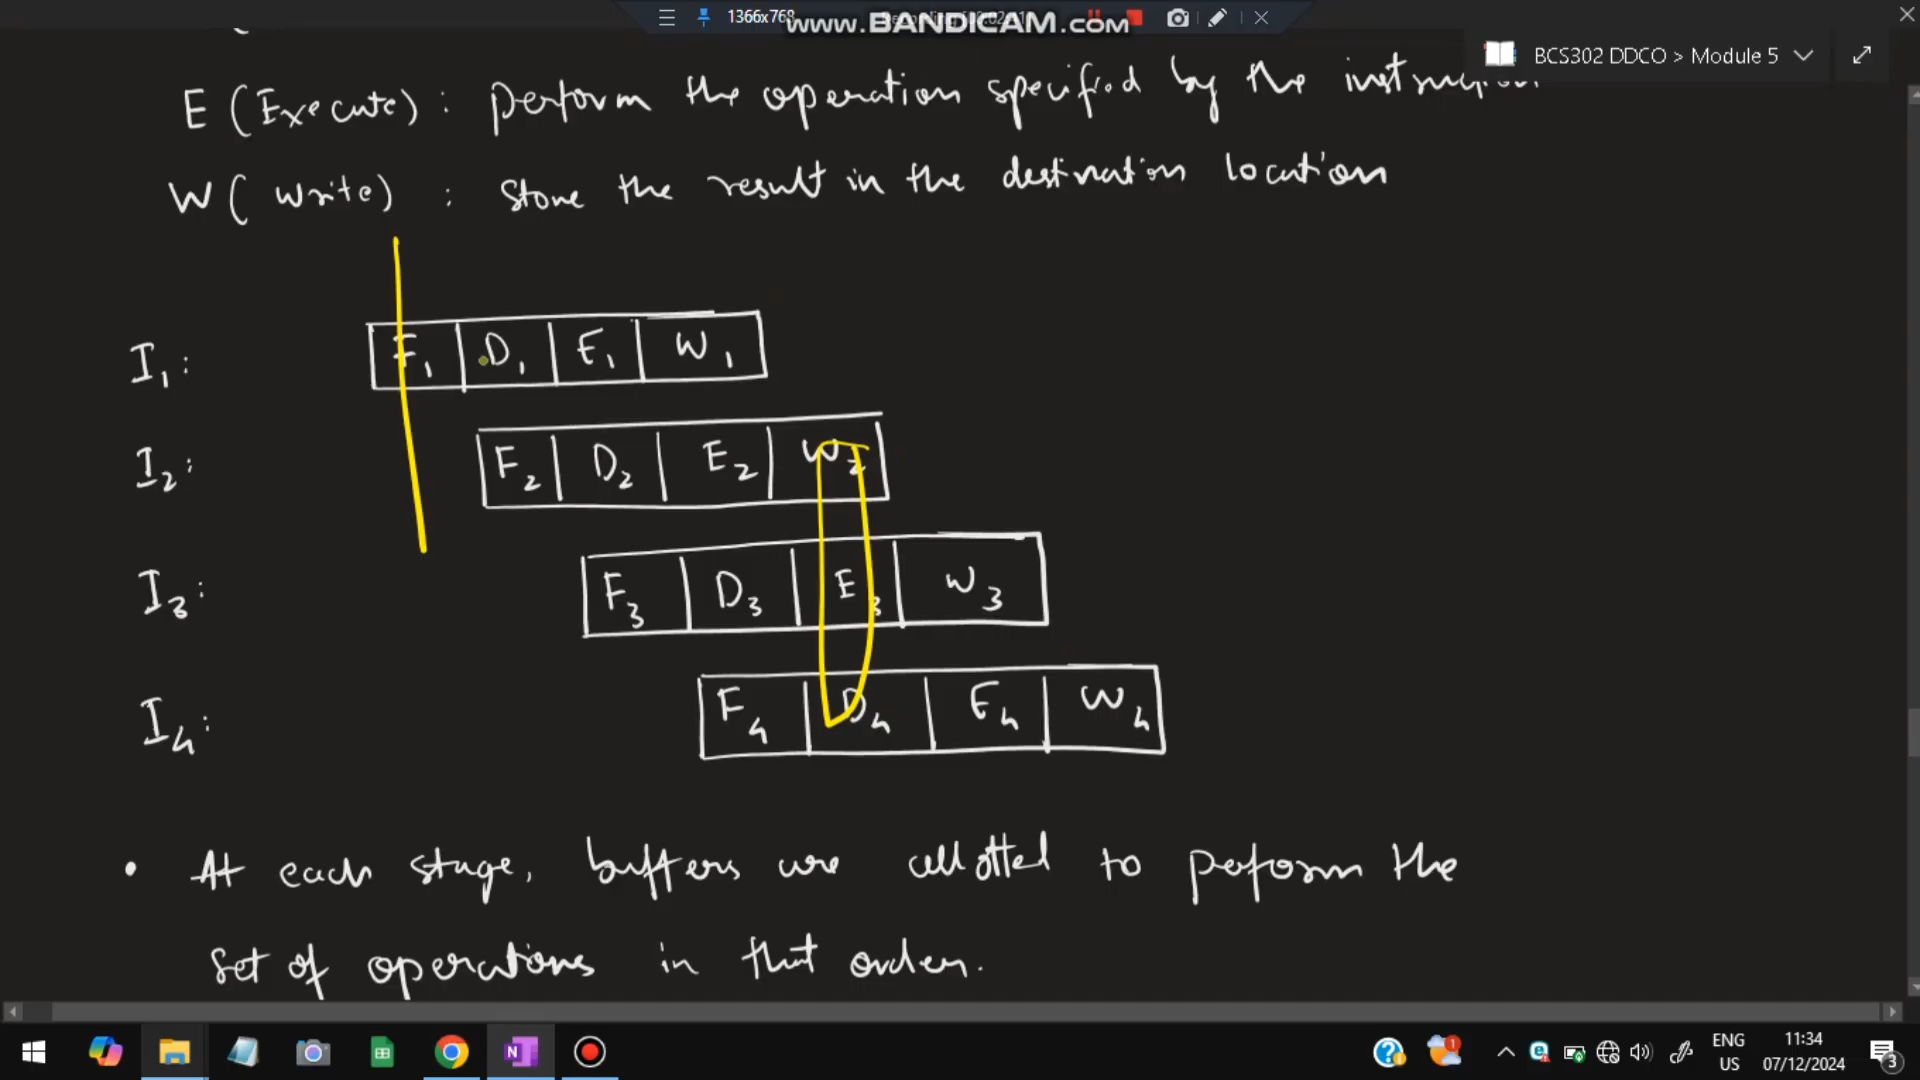 1366x768
www.BANDICAM.com
BCS302 DDCO > Module 5
E (Execute) : perform the operation specified by the instruction
W ( write) : Store the result in the destination location
I1: F1 D1 E1 W1
I2: F2 D2 E2 W2
I3: F3 D3 E3 W3
I4: F4 D4 E4 W4
• At each stage, buffers are allotted to peform the
set of operations in that order.
ENG
US
11:34
07/12/2024
3